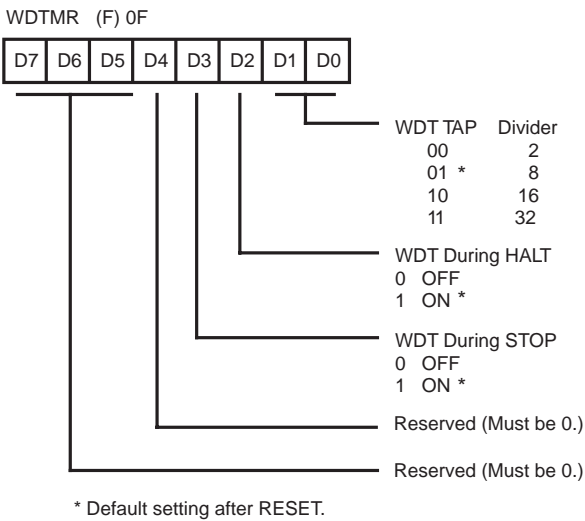 WDTMR (F) 0F
D7 D6 D5 D4 D3 D2 D1 D0
WDT TAP Divider
00 2
01 * 8
10 16
11 32
WDT During HALT
0 OFF
1 ON *
WDT During STOP
0 OFF
1 ON *
Reserved (Must be 0.)
Reserved (Must be 0.)
* Default setting after RESET.